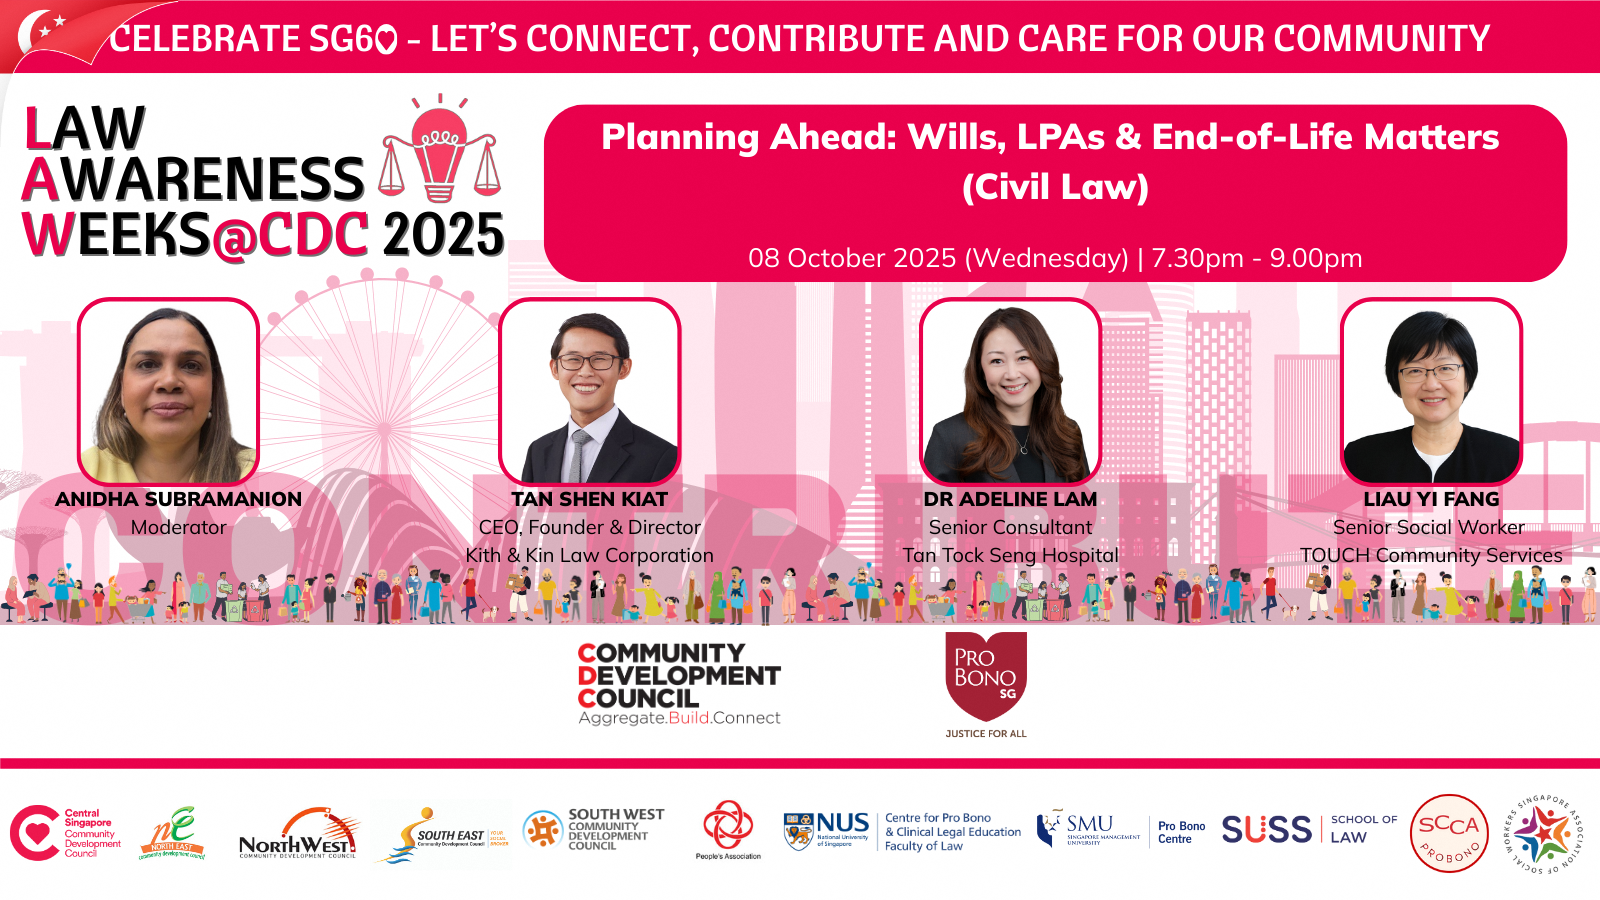 CELEBRATE SG60 - LET'S CONNECT, CONTRIBUTE AND CARE FOR OUR COMMUNITY
LAW
AWARENESS
WEEKS@CDC 2025
Planning Ahead: Wills, LPAs & End-of-Life Matters
(Civil Law)
08 October 2025 (Wednesday) | 7.30pm - 9.00pm
CONTRIBUTE
ANIDHA SUBRAMANION
Moderator
TAN SHEN KIAT
CEO, Founder & Director
Kith & Kin Law Corporation
DR ADELINE LAM
Senior Consultant
Tan Tock Seng Hospital
LIAU YI FANG
Senior Social Worker
TOUCH Community Services
COMMUNITY
DEVELOPMENT
COUNCIL
Aggregate.Build.Connect
PRO
BONO
SG
JUSTICE FOR ALL
Central
Singapore
Community
Development
Council
NE
NORTH EAST
community development council
NORTHWEST
COMMUNITY DEVELOPMENT COUNCIL
SOUTH EAST
Community Development Council
YOUR
SOCIAL
BROKER
SOUTH WEST
COMMUNITY
DEVELOPMENT
COUNCIL
People's Association
NUS
National University
of Singapore
Centre for Pro Bono
& Clinical Legal Education
Faculty of Law
SMU
SINGAPORE MANAGEMENT
UNIVERSITY
Pro Bono
Centre
SUSS
SCHOOL OF
LAW
SCCA
PROBONO
SINGAPORE ASSOCIATION OF SOCIAL WORKERS